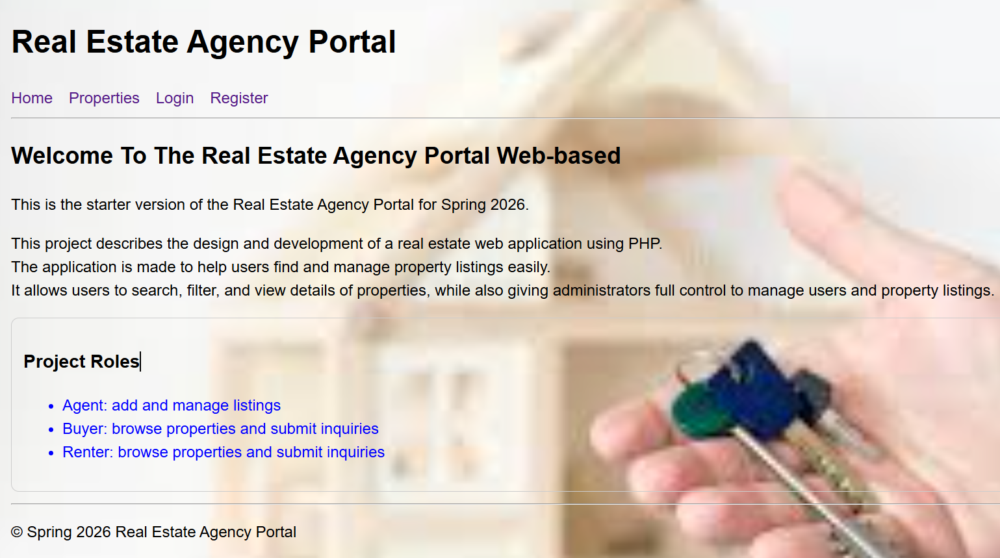 Real Estate Agency Portal
Home Properties Login Register
Welcome To The Real Estate Agency Portal Web-based
This is the starter version of the Real Estate Agency Portal for Spring 2026.
This project describes the design and development of a real estate web application using PHP.
The application is made to help users find and manage property listings easily.
It allows users to search, filter, and view details of properties, while also giving administrators full control to manage users and property listings.
Project Roles
• Agent: add and manage listings
• Buyer: browse properties and submit inquiries
• Renter: browse properties and submit inquiries
© Spring 2026 Real Estate Agency Portal